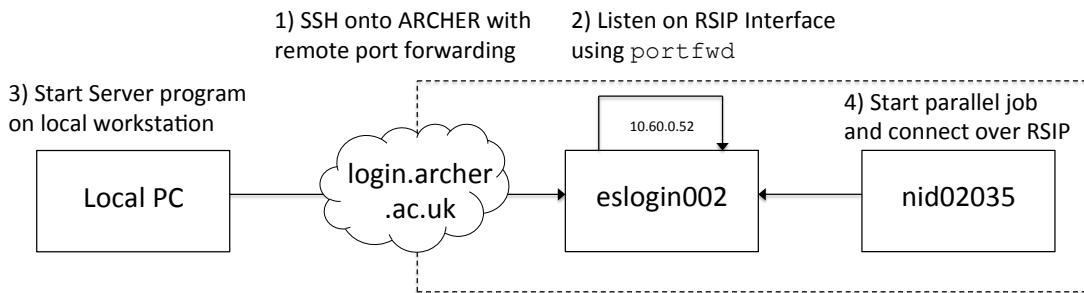 1) SSH onto ARCHER with
remote port forwarding
2) Listen on RSIP Interface
using portfwd
3) Start Server program
on local workstation
4) Start parallel job
and connect over RSIP
10.60.0.52
Local PC
login.archer
.ac.uk
eslogin002
nid02035